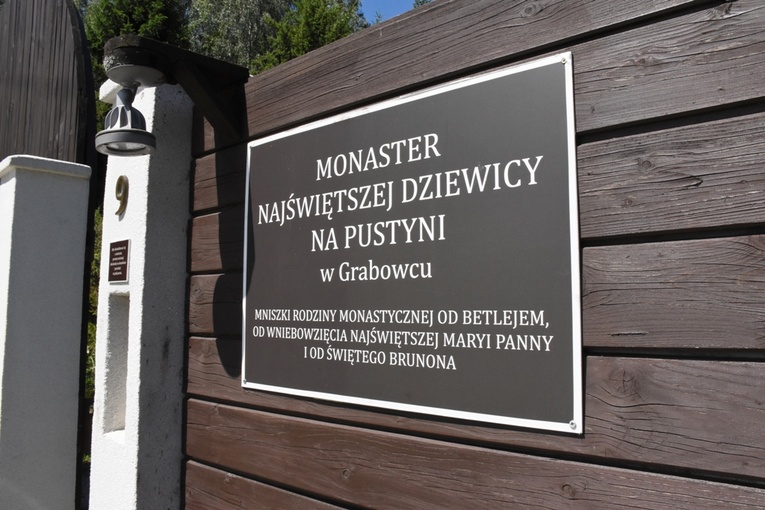 MONASTER
NAJŚWIĘTSZEJ DZIEWICY
NA PUSTYNI
w Grabowcu
MNISZKI RODZINY MONASTYCZNEJ OD BETLEJEM,
OD WNIEBOWZIĘCIA NAJŚWIĘTSZEJ MARYI PANNY
I OD ŚWIĘTEGO BRUNONA
9